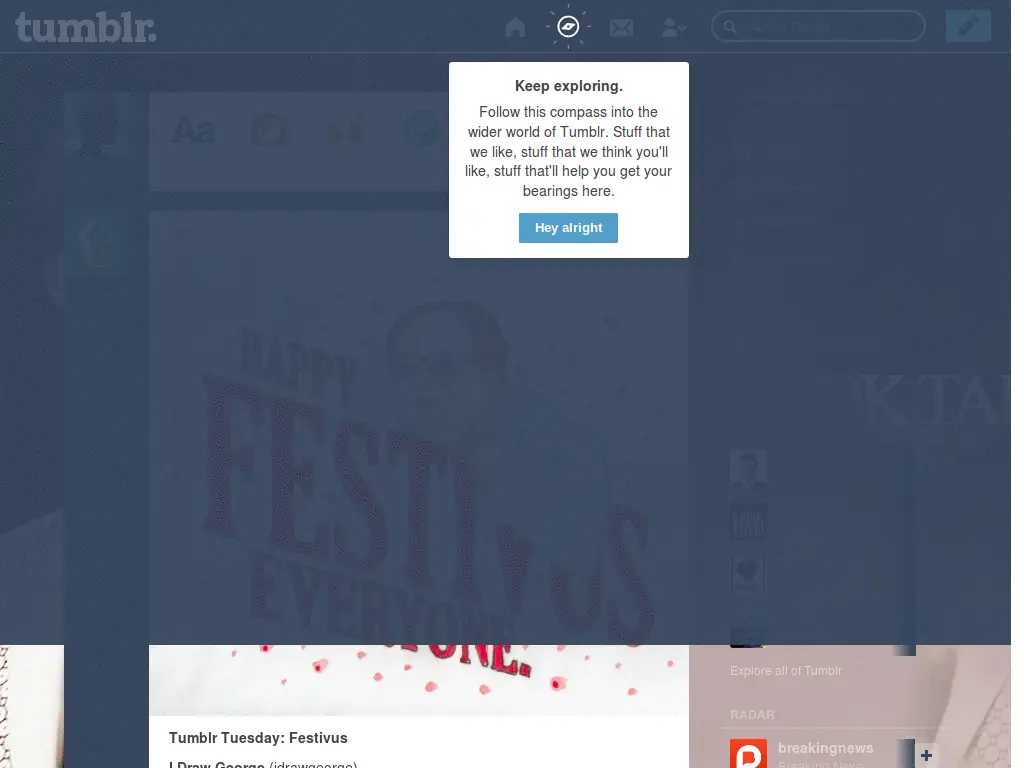 tumblr.
Keep exploring.
Follow this compass into the
wider world of Tumblr. Stuff that
we like, stuff that we think you'll
like, stuff that'll help you get your
bearings here.
Hey alright
Aa
HAPPY
FESTIVUS
EVERYONE.
Explore all of Tumblr
RADAR
breakingnews
Breaking News
Tumblr Tuesday: Festivus
I Draw George (idrawgeorge)